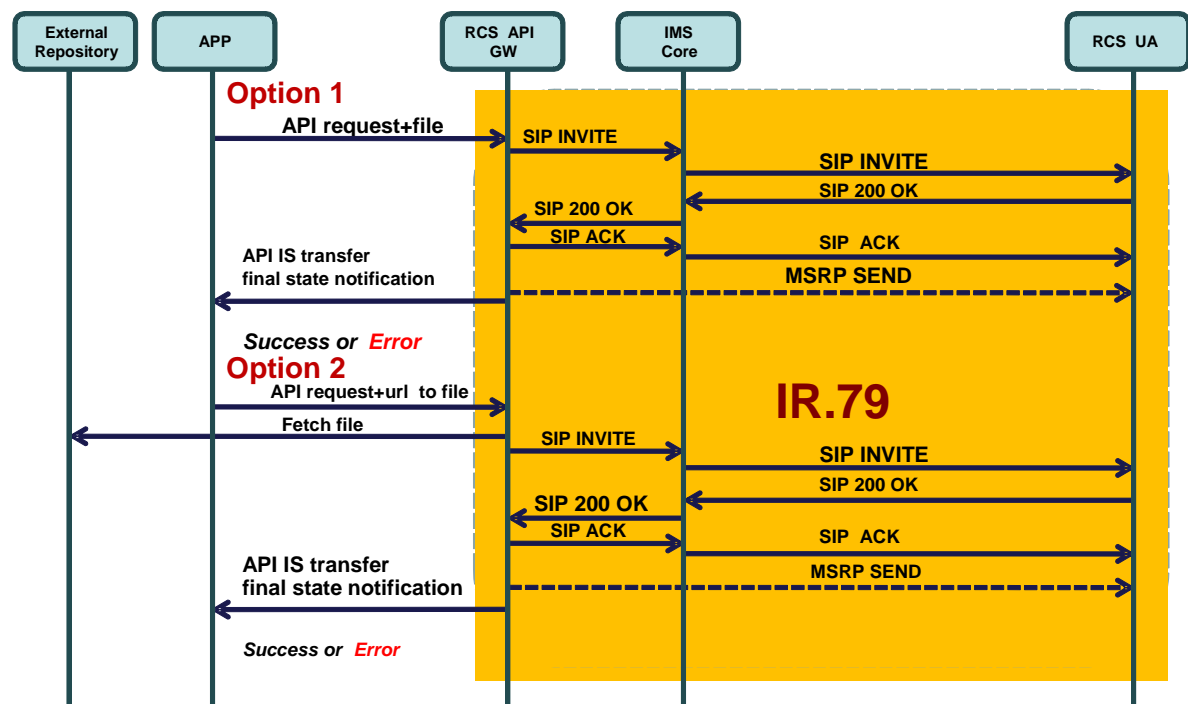 External
Repository
APP
RCS API
GW
IMS
Core
RCS UA
Option 1
API request+file
SIP INVITE
SIP INVITE
SIP 200 OK
SIP 200 OK
SIP ACK
SIP ACK
API IS transfer
final state notification
MSRP SEND
Success or Error
Option 2
API request+url to file
IR.79
Fetch file
SIP INVITE
SIP INVITE
SIP 200 OK
SIP 200 OK
SIP ACK
SIP ACK
API IS transfer
final state notification
MSRP SEND
Success or Error